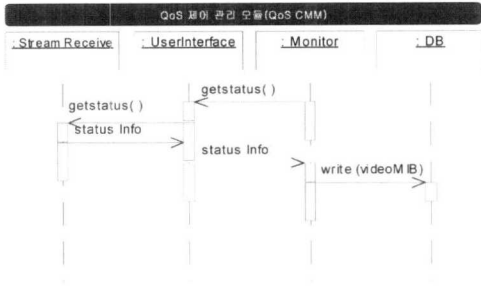 QoS 제어 관리 모듈(QoS CMM)
: Stream Receive
: UserInterface
: Monitor
: DB
getstatus( )
getstatus( )
status Info
status Info
write (videoMIB)